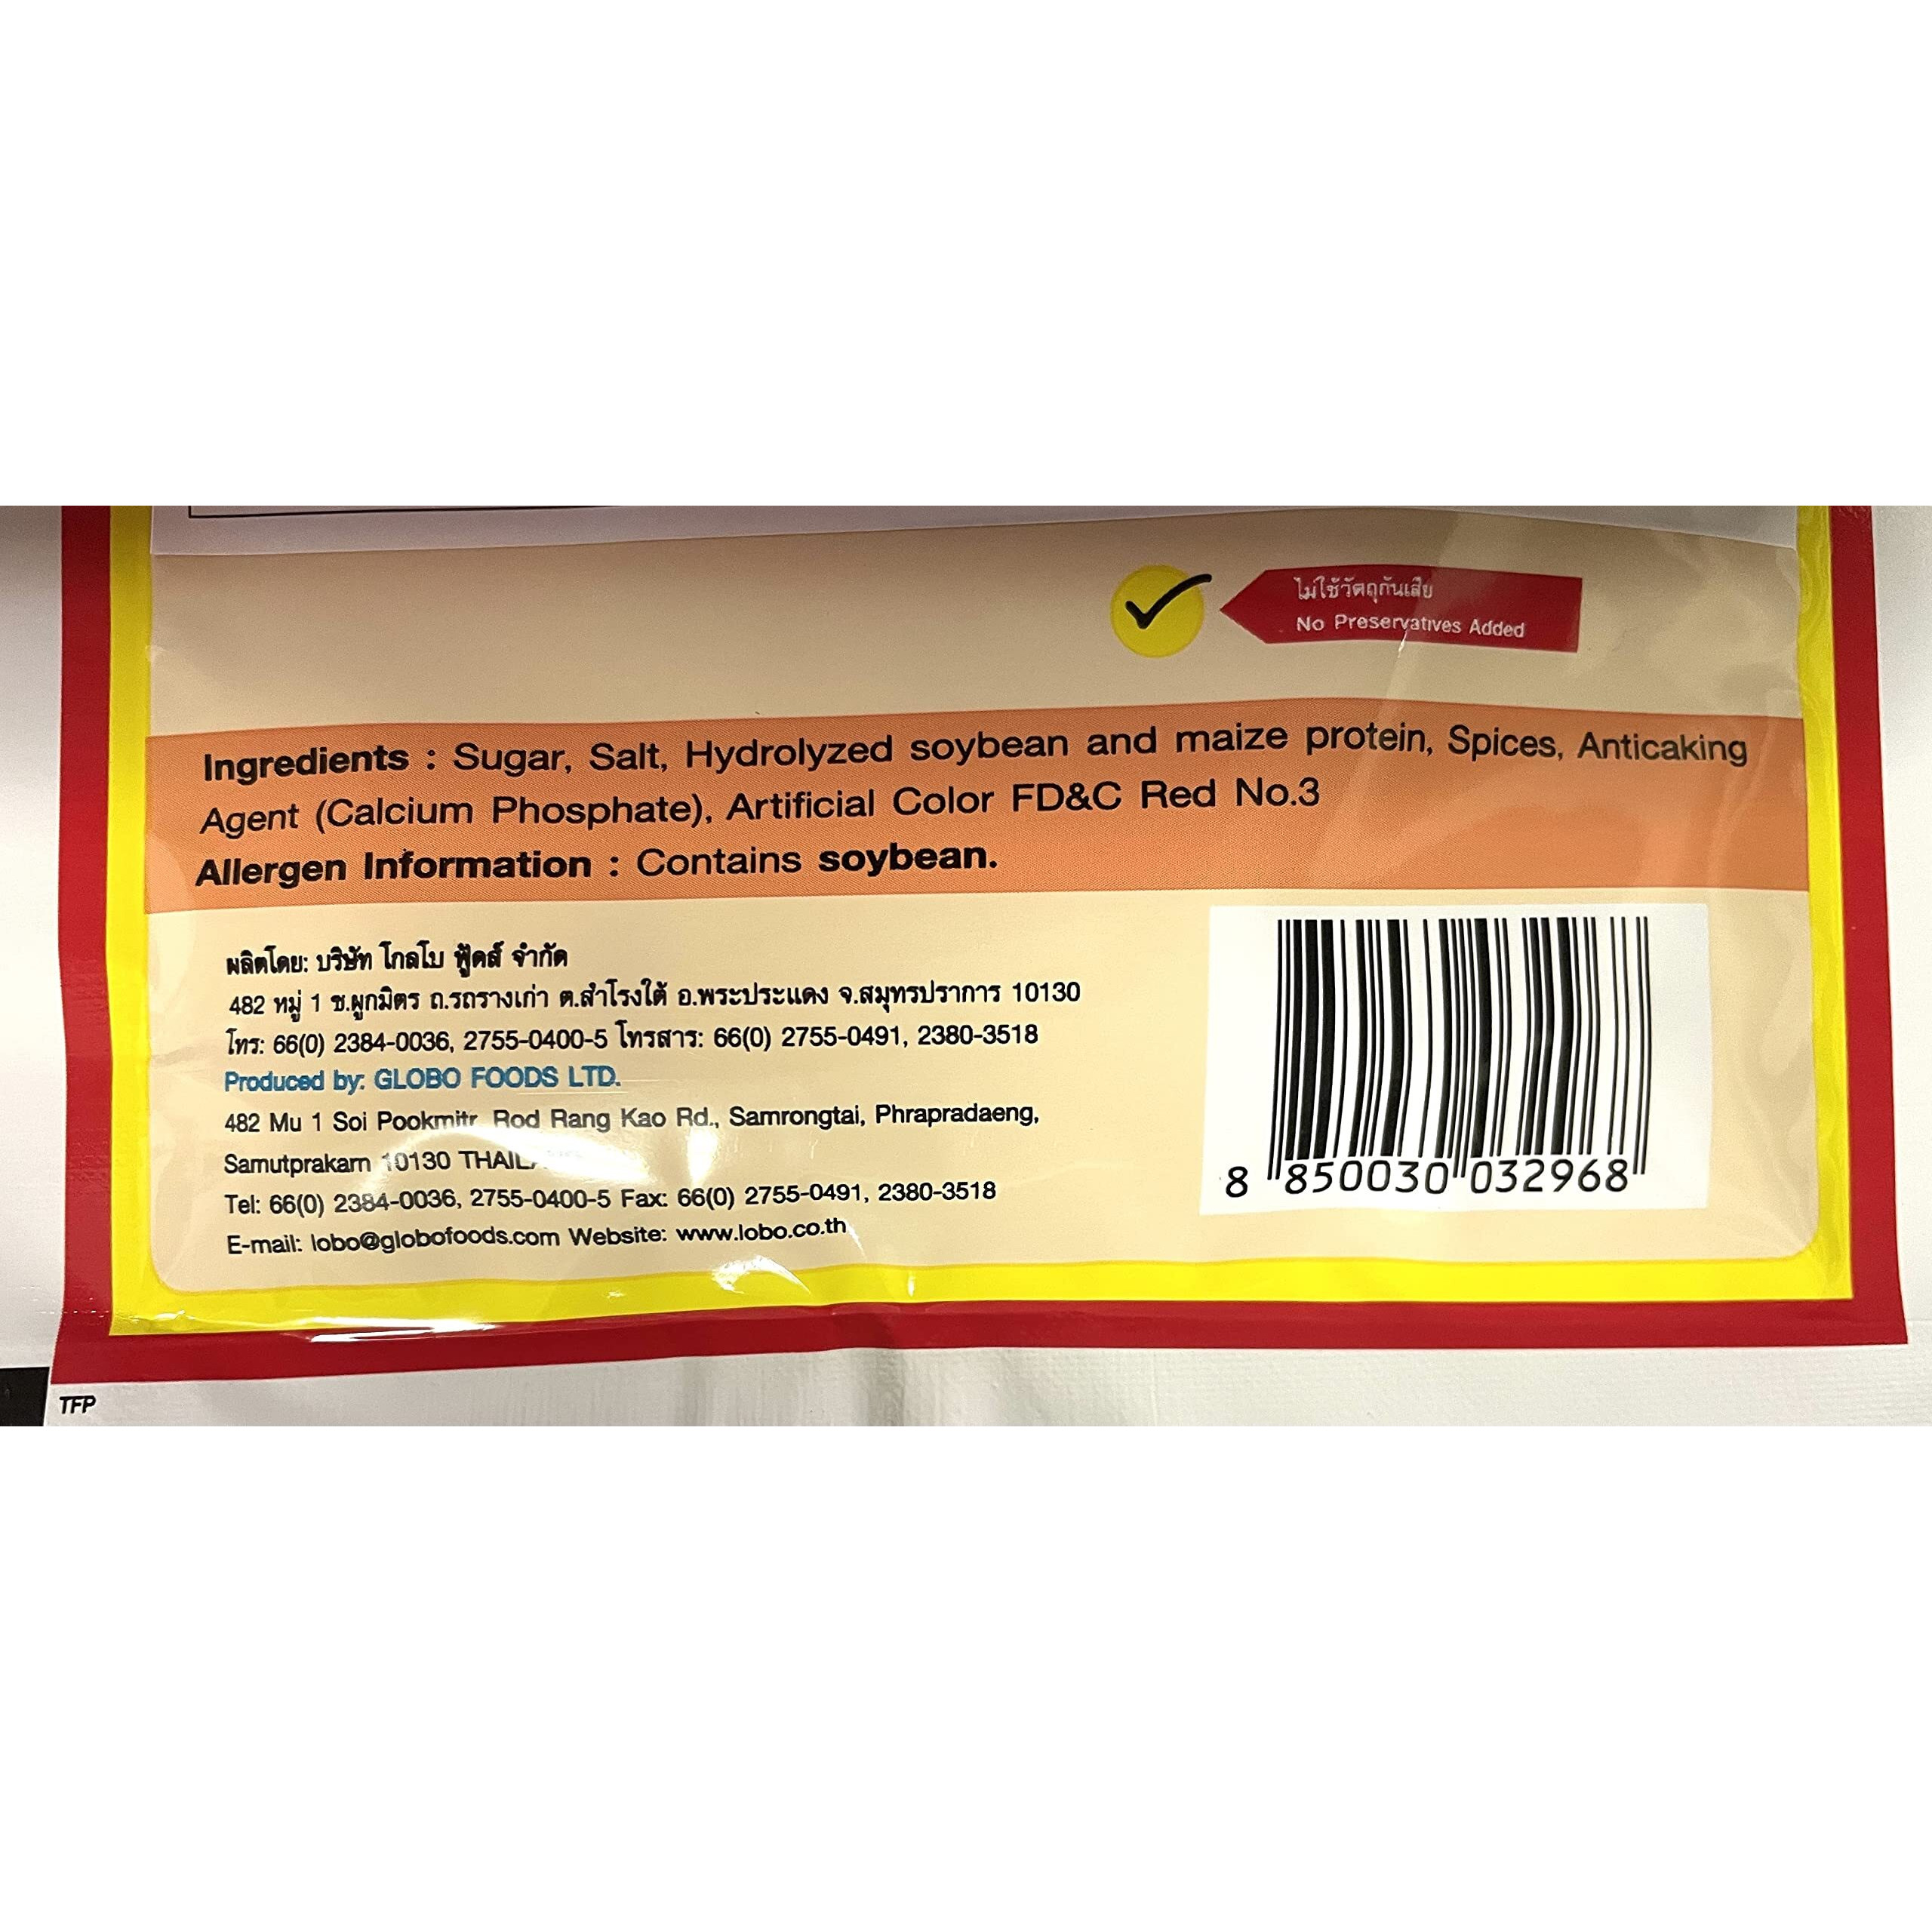 ไม่ใช้วัตถุกันเสีย
No Preservatives Added
Ingredients : Sugar, Salt, Hydrolyzed soybean and maize protein, Spices, Anticaking
Agent (Calcium Phosphate), Artificial Color FD&C Red No.3
Allergen Information : Contains soybean.
ผลิตโดย: บริษัท โกลโบ ฟู้ดส์ จำกัด
482 หมู่ 1 ซ.ผูกมิตร ถ.รถรางเก่า ต.สำโรงใต้ อ.พระประแดง จ.สมุทรปราการ 10130
โทร: 66(0) 2384-0036, 2755-0400-5 โทรสาร: 66(0) 2755-0491, 2380-3518
Produced by: GLOBO FOODS LTD.
482 Mu 1 Soi Pookmitr Rod Rang Kao Rd., Samrongtai, Phrapradaeng,
Samutprakarn 10130
Tel: 66(0) 2384-0036, 2755-0400-5 Fax: 66(0) 2755-0491, 2380-3518
E-mail: lobo@globofoods.com Website: www.lobo.co.th
8 850030 032968
TFP